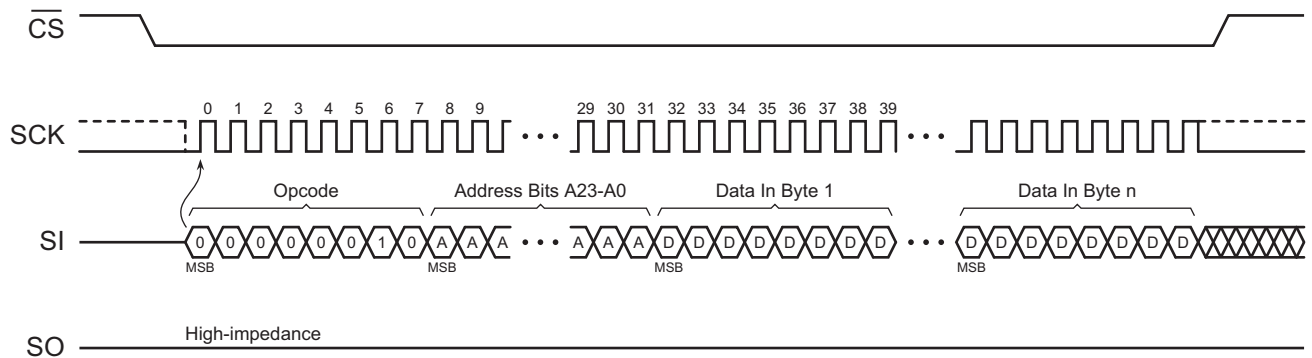 CS
0 1 2 3 4 5 6 7 8 9 29 30 31 32 33 34 35 36 37 38 39
SCK
Opcode Address Bits A23-A0 Data In Byte 1 Data In Byte n
SI 0 0 0 0 0 0 1 0 A A A A A A D D D D D D D D D D D D D D D D
MSB MSB MSB MSB
High-impedance
SO